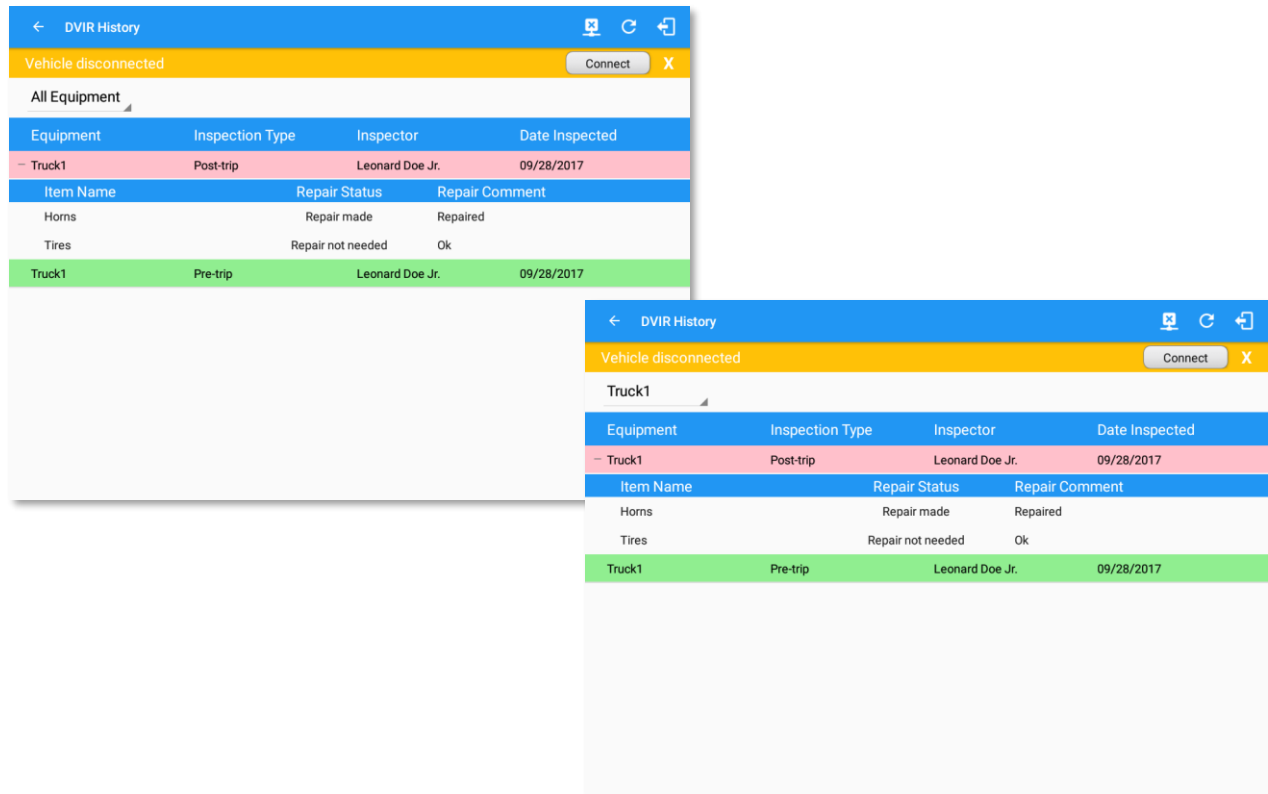 DVIR History
Vehicle disconnected Connect X
All Equipment
Equipment Inspection Type Inspector Date Inspected
− Truck1 Post-trip Leonard Doe Jr. 09/28/2017
Item Name Repair Status Repair Comment
Horns Repair made Repaired
Tires Repair not needed Ok
Truck1 Pre-trip Leonard Doe Jr. 09/28/2017
DVIR History
Vehicle disconnected Connect X
Truck1
Equipment Inspection Type Inspector Date Inspected
− Truck1 Post-trip Leonard Doe Jr. 09/28/2017
Item Name Repair Status Repair Comment
Horns Repair made Repaired
Tires Repair not needed Ok
Truck1 Pre-trip Leonard Doe Jr. 09/28/2017